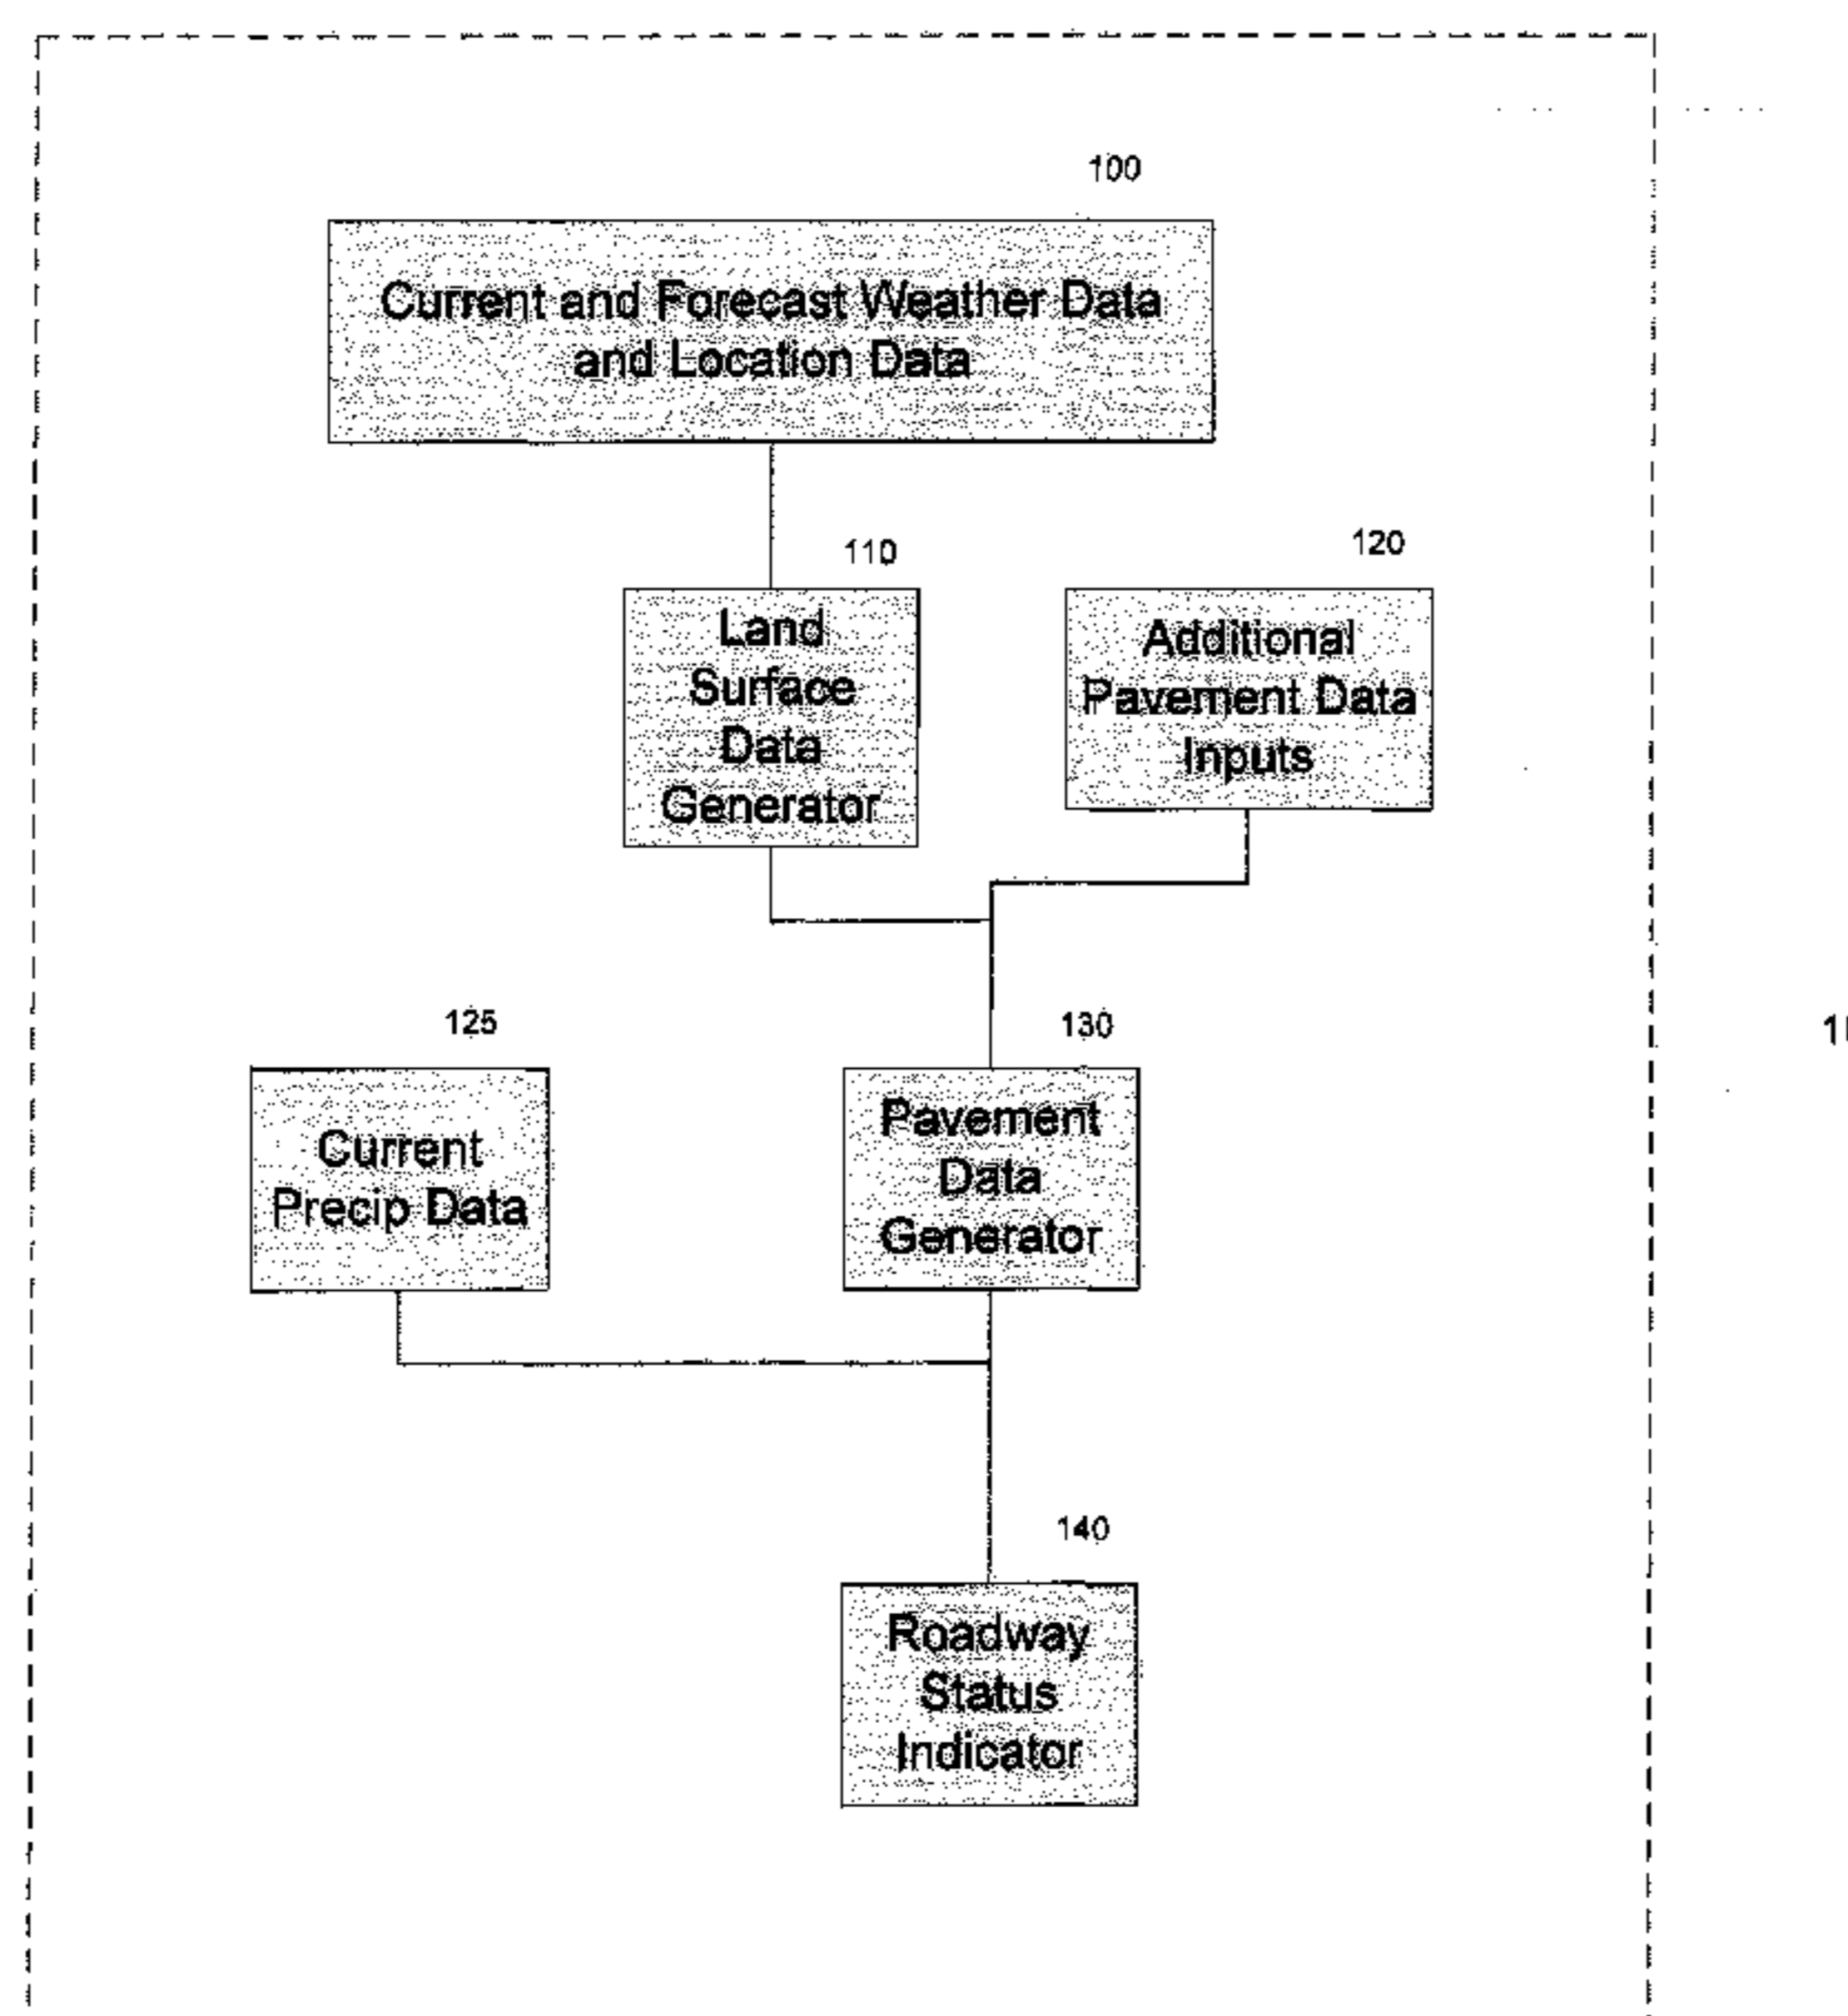 100
Current and Forecast Weather Data
and Location Data
110
Land
Surface
Data
Generator
120
Additional
Pavement Data
Inputs
125
Current
Precip Data
130
Pavement
Data
Generator
140
Roadway
Status
Indicator